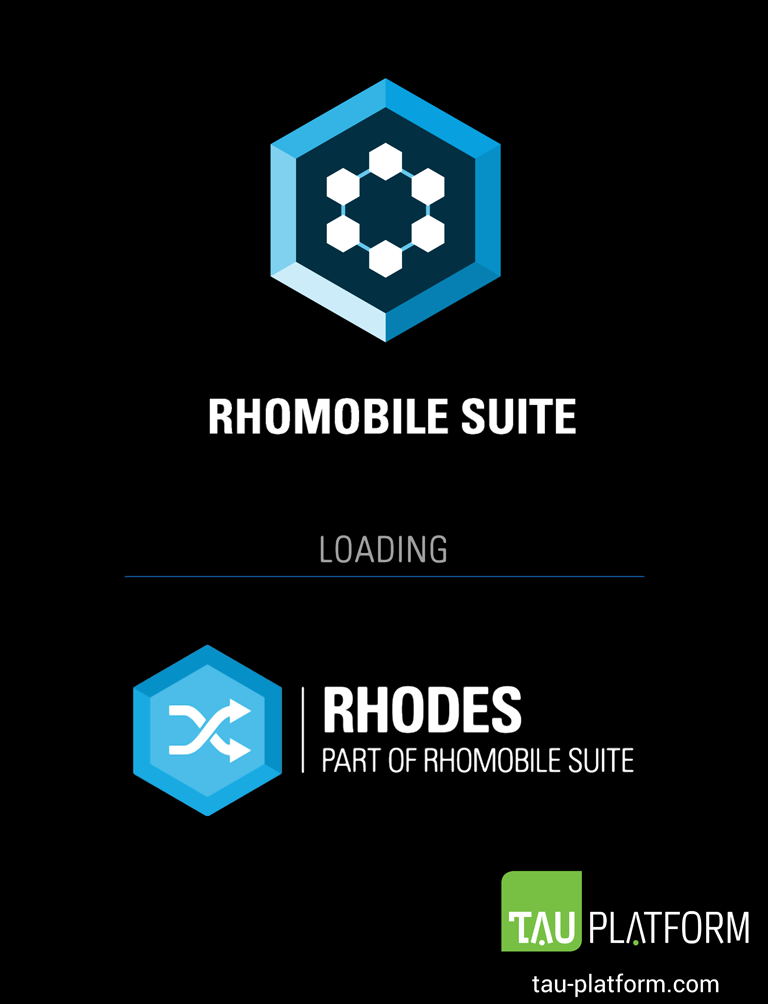 RHOMOBILE SUITE
LOADING
RHODES
PART OF RHOMOBILE SUITE
TAU PLATFORM
tau-platform.com